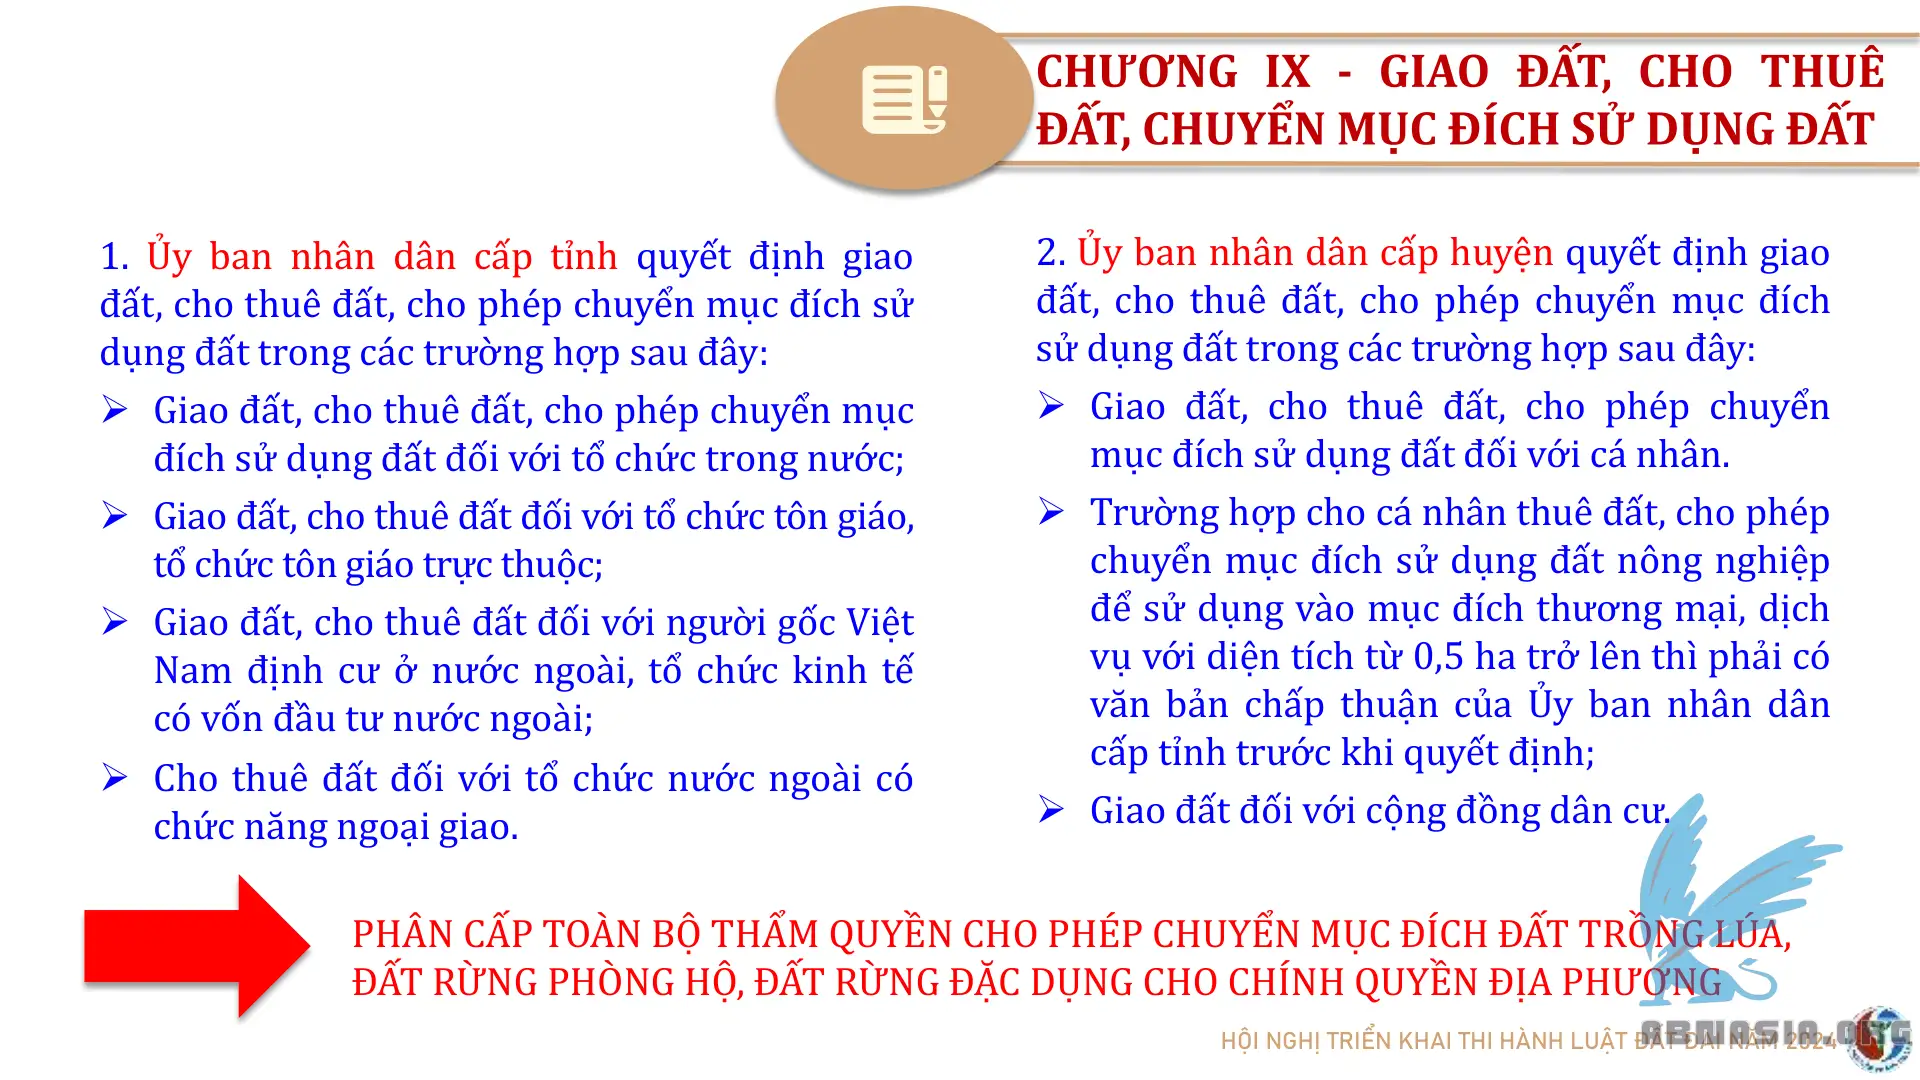 CHƯƠNG IX - GIAO ĐẤT, CHO THUÊ
ĐẤT, CHUYỂN MỤC ĐÍCH SỬ DỤNG ĐẤT
1. Ủy ban nhân dân cấp tỉnh quyết định giao
đất, cho thuê đất, cho phép chuyển mục đích sử
dụng đất trong các trường hợp sau đây:
➢ Giao đất, cho thuê đất, cho phép chuyển mục
đích sử dụng đất đối với tổ chức trong nước;
➢ Giao đất, cho thuê đất đối với tổ chức tôn giáo,
tổ chức tôn giáo trực thuộc;
➢ Giao đất, cho thuê đất đối với người gốc Việt
Nam định cư ở nước ngoài, tổ chức kinh tế
có vốn đầu tư nước ngoài;
➢ Cho thuê đất đối với tổ chức nước ngoài có
chức năng ngoại giao.
2. Ủy ban nhân dân cấp huyện quyết định giao
đất, cho thuê đất, cho phép chuyển mục đích
sử dụng đất trong các trường hợp sau đây:
➢ Giao đất, cho thuê đất, cho phép chuyển
mục đích sử dụng đất đối với cá nhân.
➢ Trường hợp cho cá nhân thuê đất, cho phép
chuyển mục đích sử dụng đất nông nghiệp
để sử dụng vào mục đích thương mại, dịch
vụ với diện tích từ 0,5 ha trở lên thì phải có
văn bản chấp thuận của Ủy ban nhân dân
cấp tỉnh trước khi quyết định;
➢ Giao đất đối với cộng đồng dân cư.
PHÂN CẤP TOÀN BỘ THẨM QUYỀN CHO PHÉP CHUYỂN MỤC ĐÍCH ĐẤT TRỒNG LÚA,
ĐẤT RỪNG PHÒNG HỘ, ĐẤT RỪNG ĐẶC DỤNG CHO CHÍNH QUYỀN ĐỊA PHƯƠNG
HỘI NGHỊ TRIỂN KHAI THI HÀNH LUẬT ĐẤT ĐAI NĂM 2024
ABMASIA.ORG